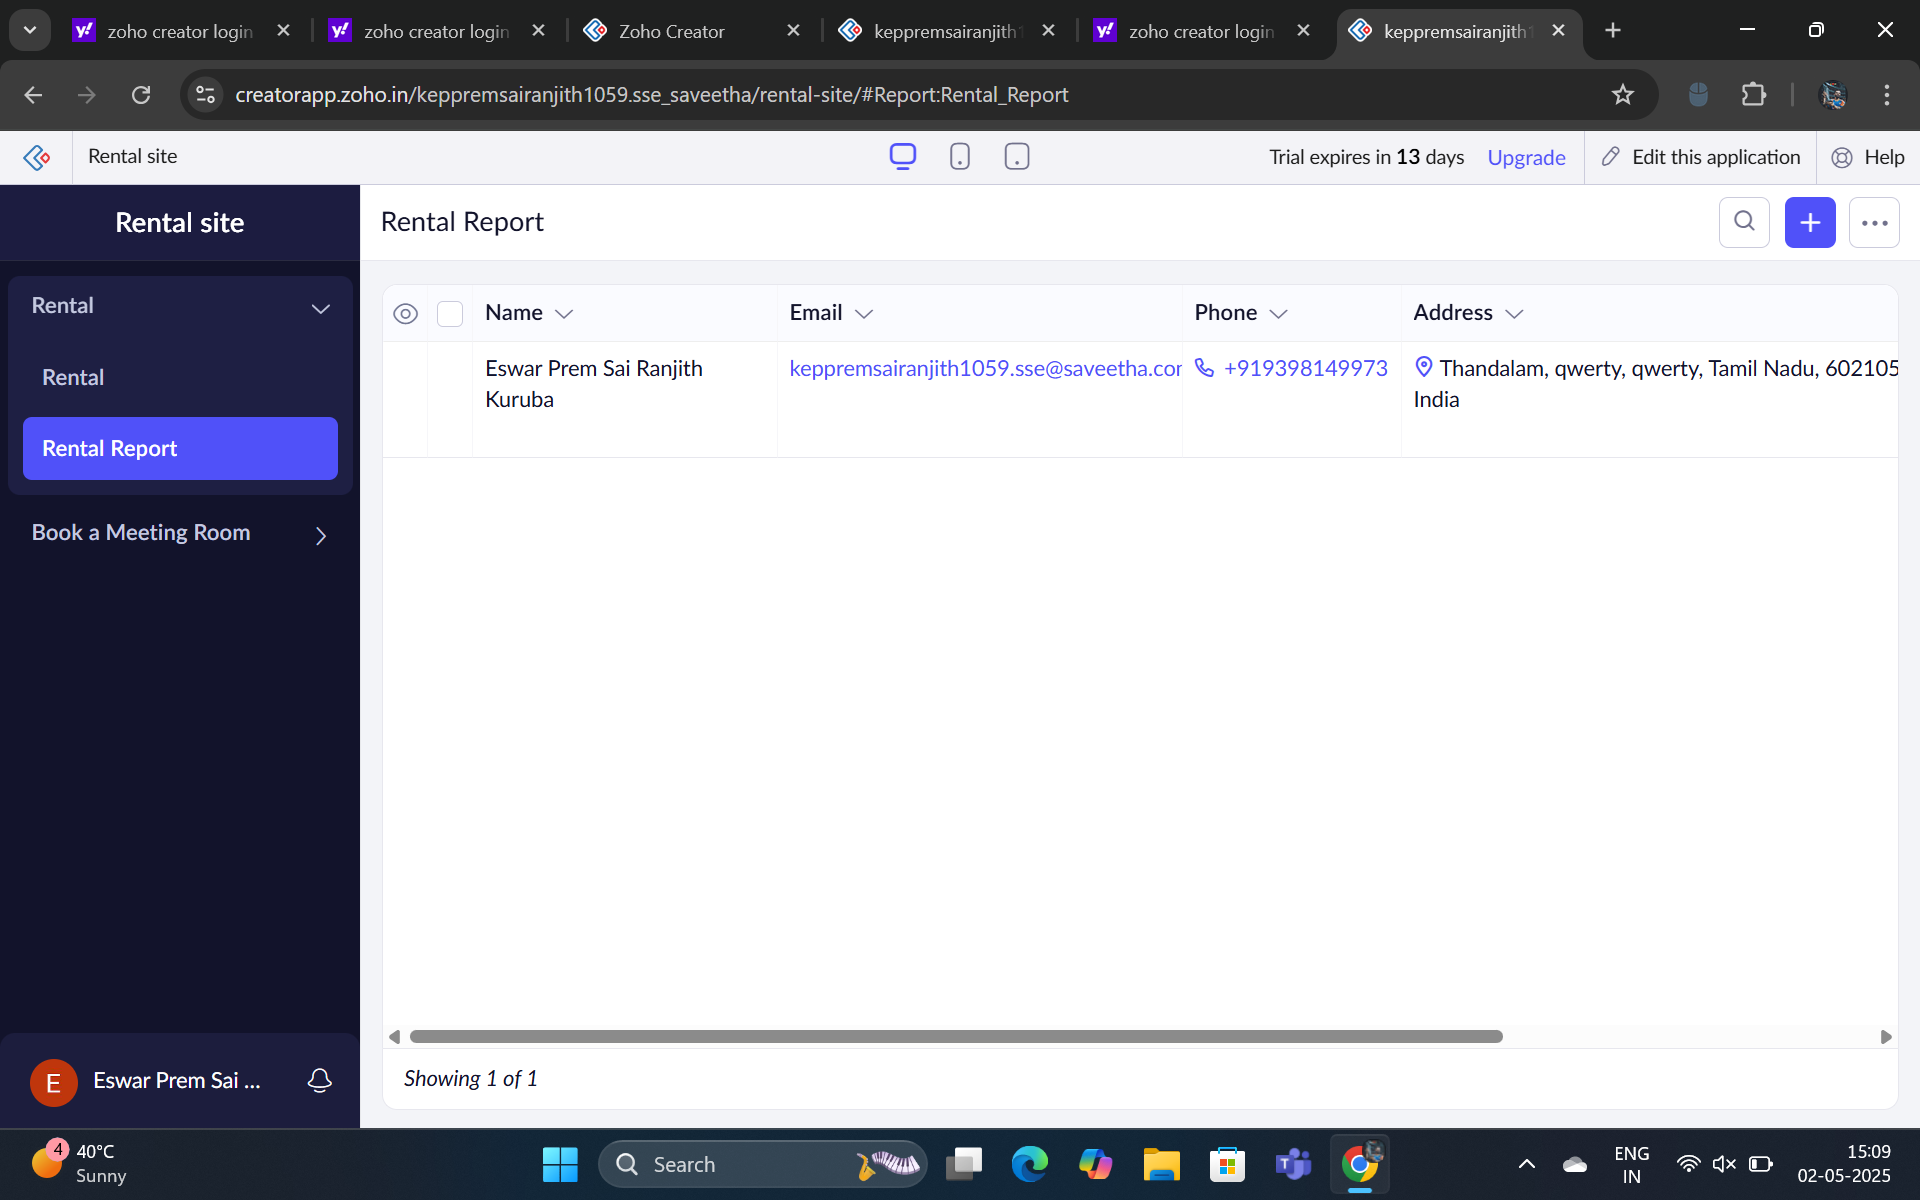 zoho creator login
zoho creator login
Zoho Creator
keppremsairanjith1
zoho creator login
keppremsairanjith1
creatorapp.zoho.in/keppremsairanjith1059.sse_saveetha/rental-site/#Report:Rental_Report
Rental site
Trial expires in 13 days
Upgrade
Edit this application
Help
Rental site
Rental
Rental
Rental Report
Book a Meeting Room
Eswar Prem Sai ...
E
Rental Report
Name
Email
Phone
Address
Eswar Prem Sai Ranjith
Kuruba
keppremsairanjith1059.sse@saveetha.cor
+919398149973
Thandalam, qwerty, qwerty, Tamil Nadu, 602105
India
Showing 1 of 1
4
40°C
Sunny
Search
ENG
IN
15:09
02-05-2025